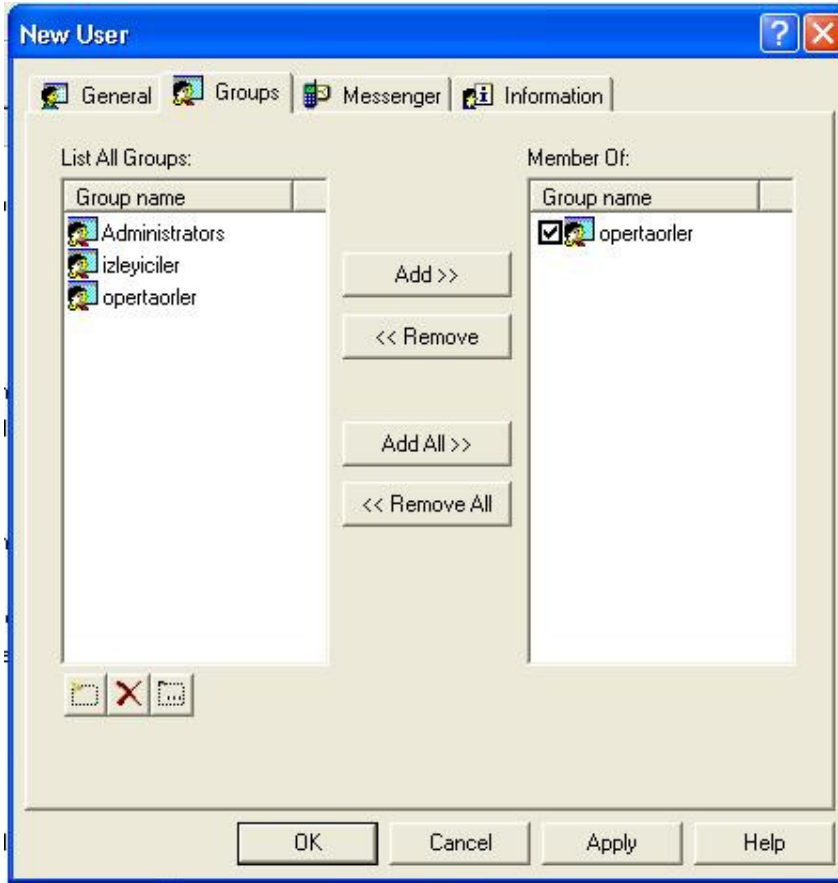 New User
General Groups Messenger Information
List All Groups:
Group name
Administrators
izleyiciler
opertaorler
Add >>
<< Remove
Add All >>
<< Remove All
Member Of:
Group name
opertaorler
OK Cancel Apply Help